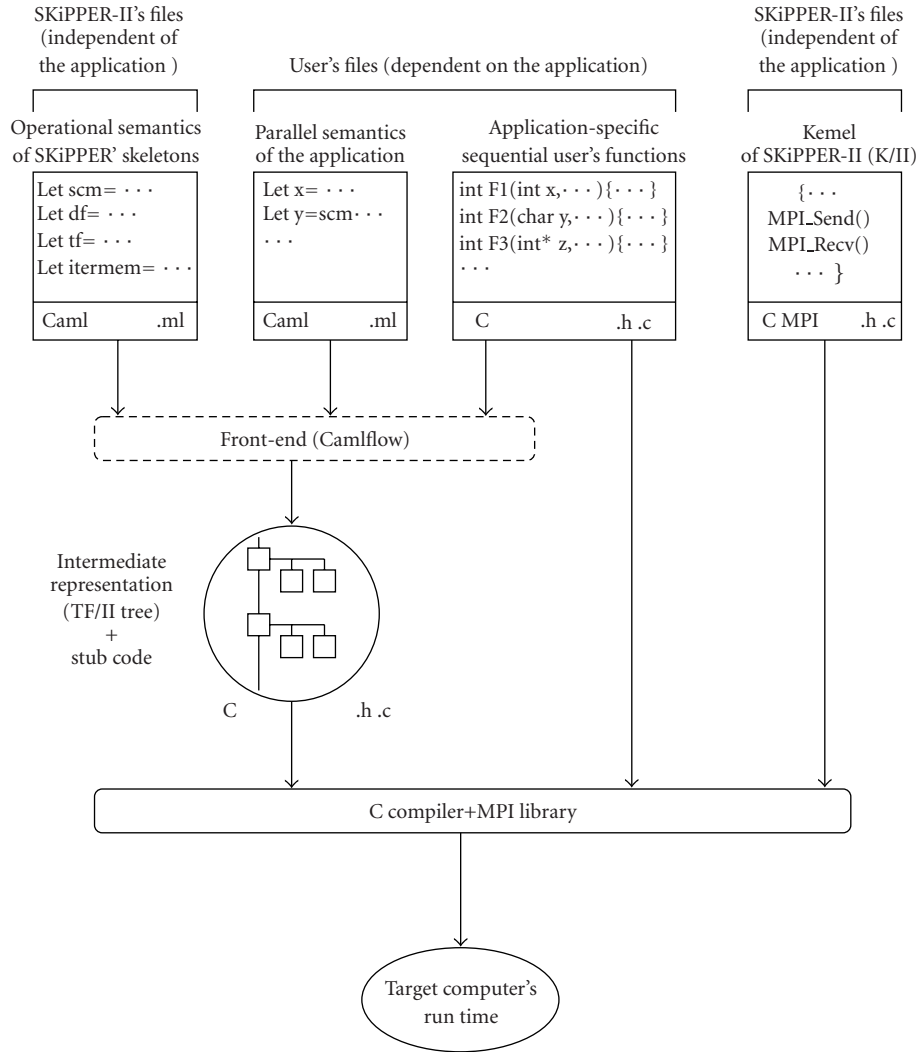 SKiPPER-II's files
(independent of
the application )
User's files (dependent on the application)
SKiPPER-II's files
(independent of
the application )
Operational semantics
of SKiPPER' skeletons
Let scm= · · ·
Let df= · · ·
Let tf= · · ·
Let itermem= · · ·
Caml .ml
Parallel semantics
of the application
Let x= · · ·
Let y=scm· · ·
· · ·
Caml .ml
Application-specific
sequential user's functions
int F1(int x,· · ·){· · ·}
int F2(char y,· · ·){· · ·}
int F3(int* z,· · ·){· · ·}
· · ·
C .h .c
Kernel
of SKiPPER-II (K/II)
{· · ·
MPI_Send()
MPI_Recv()
· · · }
C MPI .h .c
Front-end (Camlflow)
Intermediate
representation
(TF/II tree)
+
stub code
C .h .c
C compiler+MPI library
Target computer's
run time